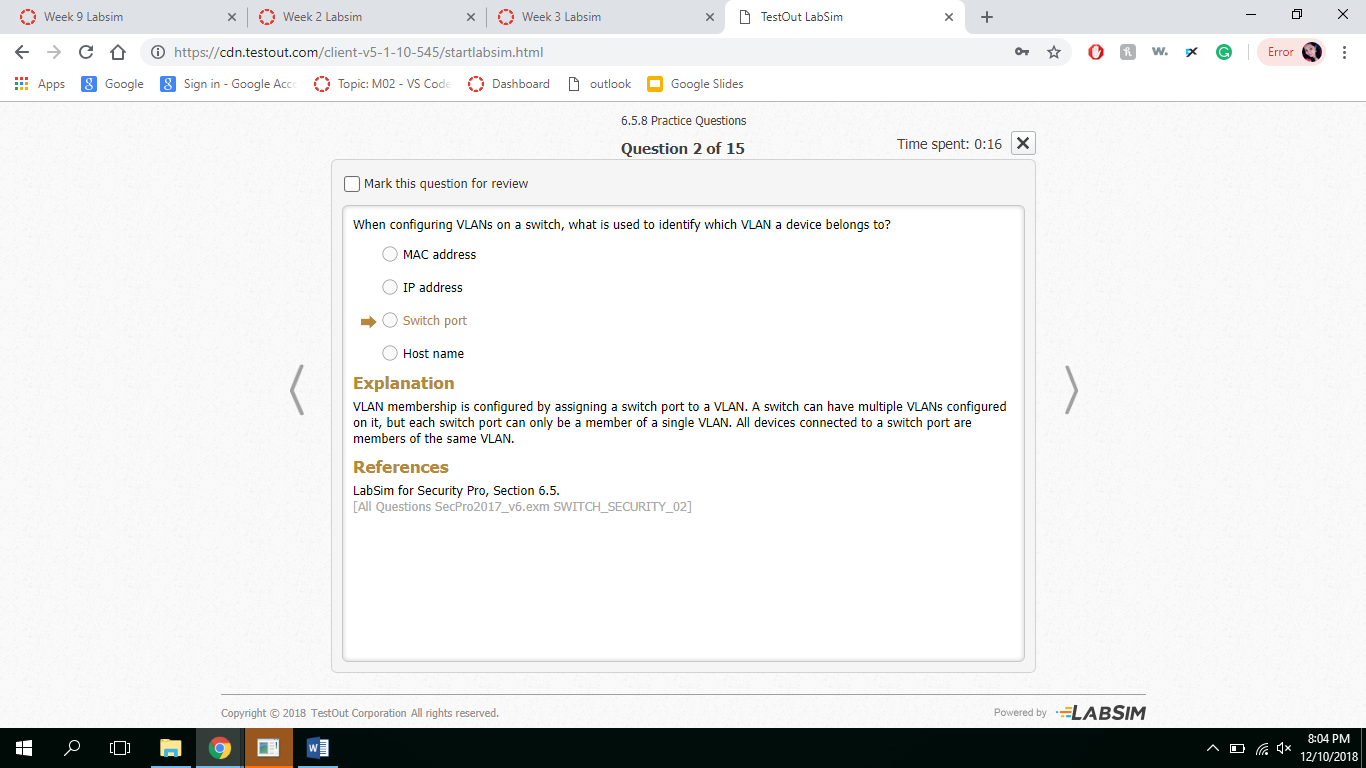 Week 9 Labsim
Week 2 Labsim
Week 3 Labsim
TestOut LabSim
https://cdn.testout.com/client-v5-1-10-545/startlabsim.html
Error
Apps
Google
Sign in - Google Acco
Topic: M02 - VS Code
Dashboard
outlook
Google Slides
6.5.8 Practice Questions
Question 2 of 15
Time spent: 0:16
Mark this question for review
When configuring VLANs on a switch, what is used to identify which VLAN a device belongs to?
MAC address
IP address
Switch port
Host name
Explanation
VLAN membership is configured by assigning a switch port to a VLAN. A switch can have multiple VLANs configured
on it, but each switch port can only be a member of a single VLAN. All devices connected to a switch port are
members of the same VLAN.
References
LabSim for Security Pro, Section 6.5.
[All Questions SecPro2017_v6.exm SWITCH_SECURITY_02]
Copyright © 2018 TestOut Corporation All rights reserved.
Powered by LABSIM
8:04 PM
12/10/2018